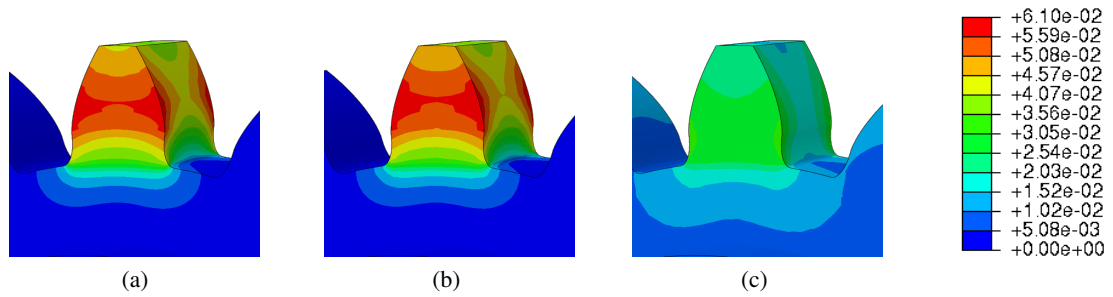 +6.10e-02
+5.59e-02
+5.08e-02
+4.57e-02
+4.07e-02
+3.56e-02
+3.05e-02
+2.54e-02
+2.03e-02
+1.52e-02
+1.02e-02
+5.08e-03
+0.00e+00
(a) (b) (c)